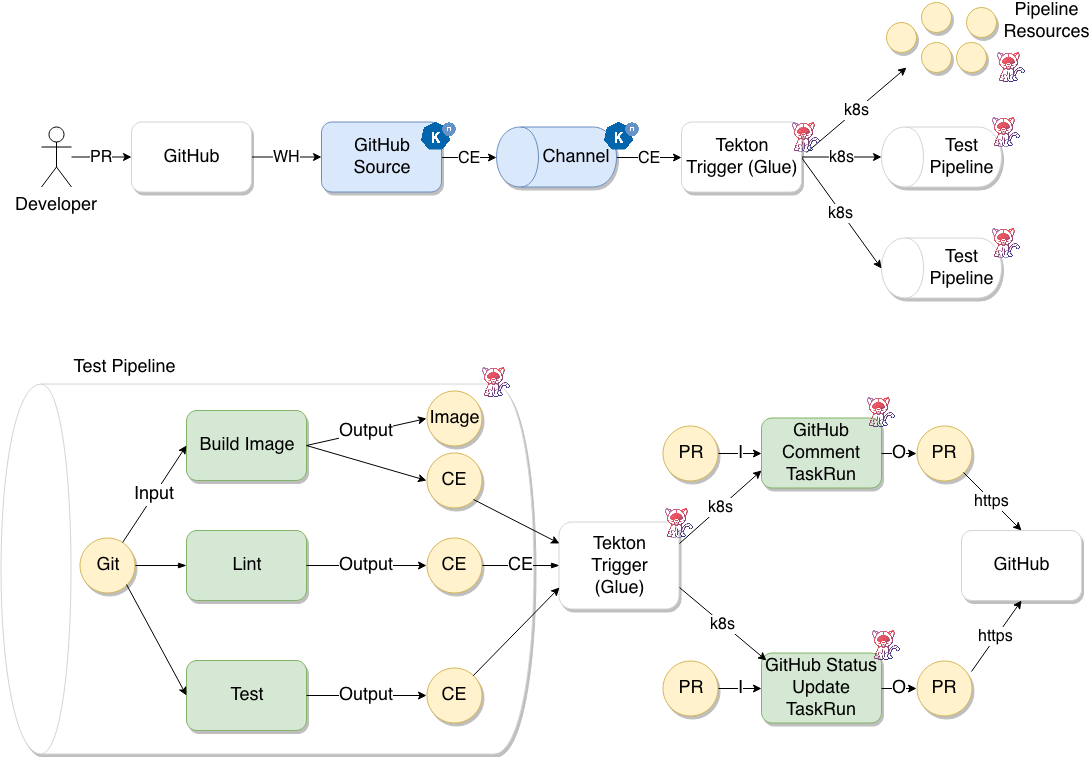 Pipeline
Resources
k8s
Developer
PR
GitHub
WH
GitHub
Source
K
n
CE
Channel
K
n
CE
Tekton
Trigger (Glue)
k8s
Test
Pipeline
k8s
Test
Pipeline
Test Pipeline
Git
Input
Build Image
Output
Image
CE
Lint
Output
CE
CE
Test
Output
CE
Tekton
Trigger
(Glue)
k8s
PR
I
GitHub
Comment
TaskRun
O
PR
https
GitHub
k8s
PR
I
GitHub Status
Update
TaskRun
O
PR
https